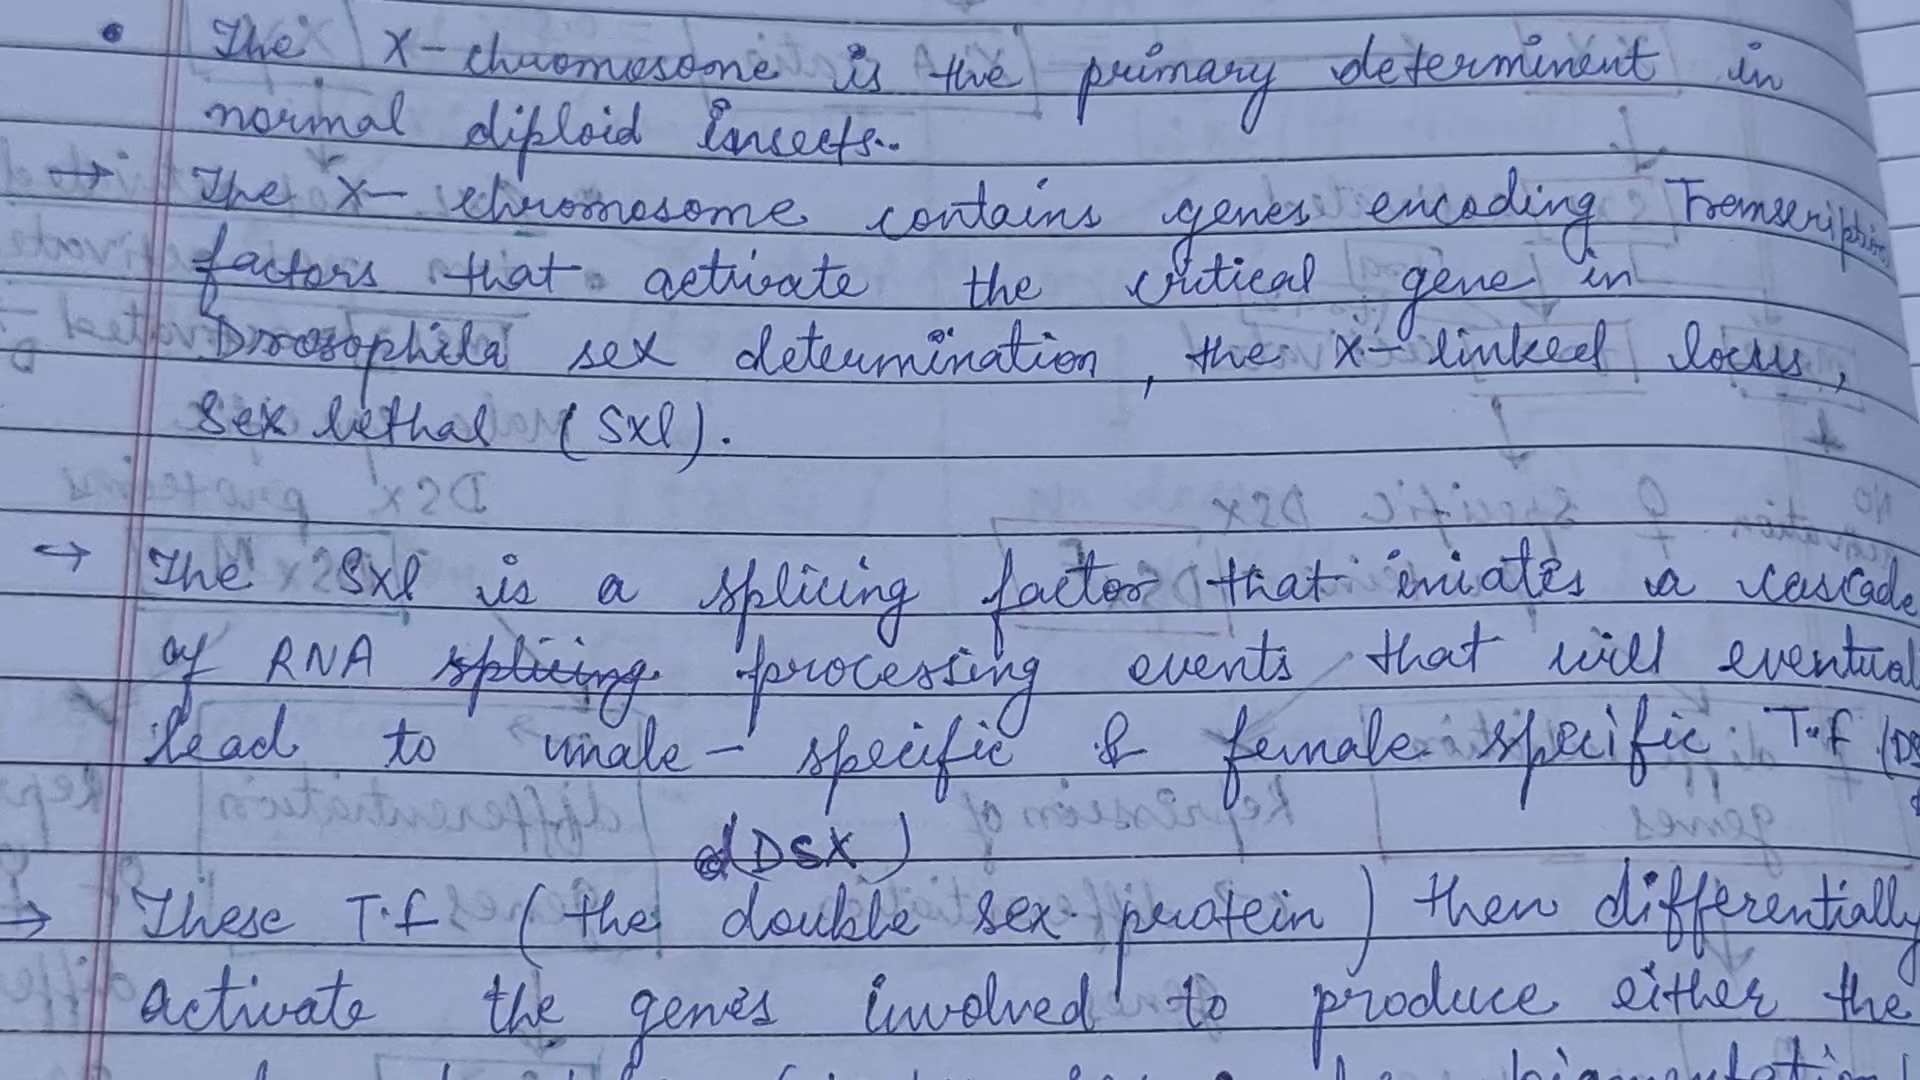 • The X-chromosome is the primary determinent in
normal diploid insects..
→ The X- chromosome contains genes encoding Transcription
factors that activate the critical gene in
Drosophila sex determination, the X-linked locus,
Sex lethal (Sxl).
→ The Sxl is a splicing factor that iniates a cascade
of RNA splicing processing events that will eventual
lead to male-specific & female specific T.f (DS
d(DSX)
→ These T.f (the double sex protein) then differentially
activate the genes involved to produce either the